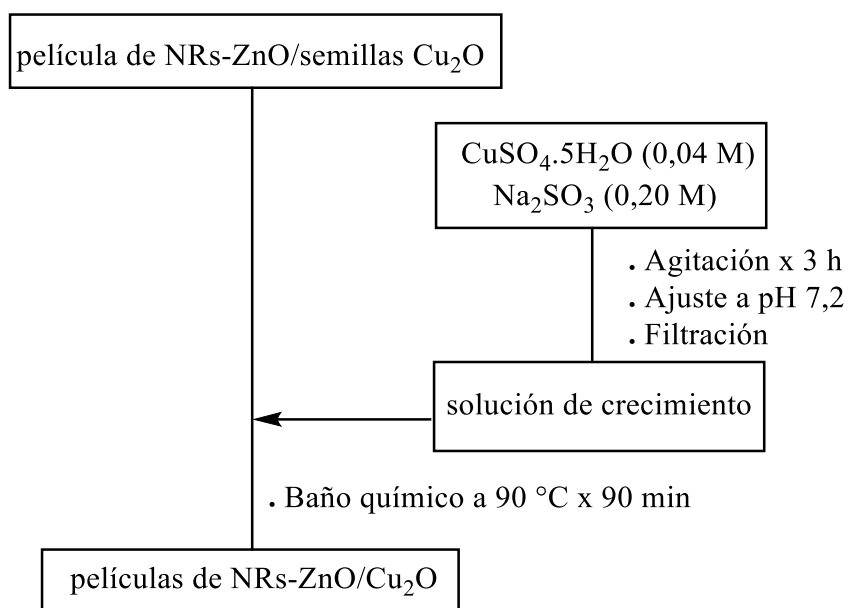 película de NRs-ZnO/semillas Cu₂O
CuSO₄.5H₂O (0,04 M)
Na₂SO₃ (0,20 M)
. Agitación x 3 h
. Ajuste a pH 7,2
. Filtración
solución de crecimiento
. Baño químico a 90 °C x 90 min
películas de NRs-ZnO/Cu₂O